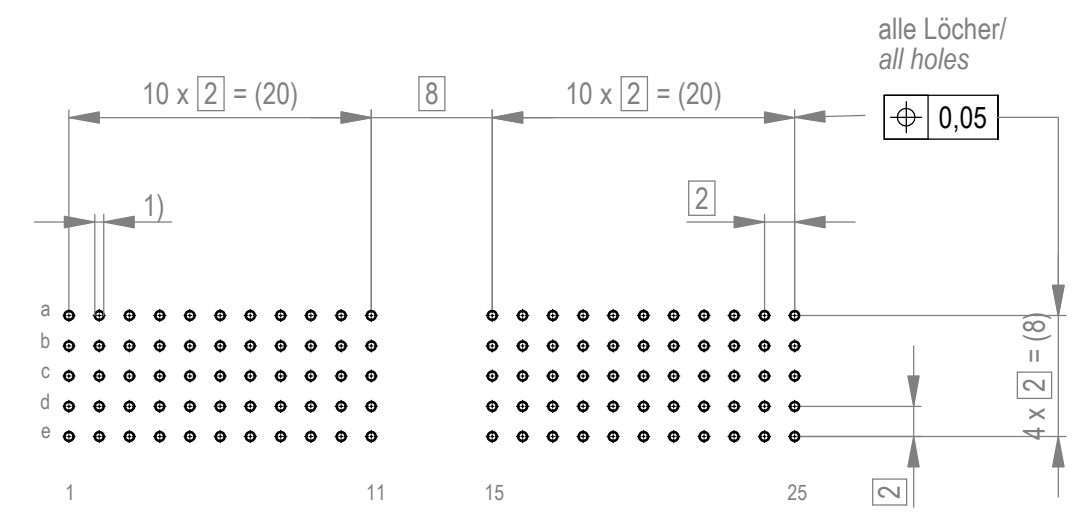 alle Löcher/
all holes
10 x 2 = (20)
8
10 x 2 = (20)
0,05
1)
2
a
b
c
d
e
4 x 2 = (8)
2
1
11
15
25